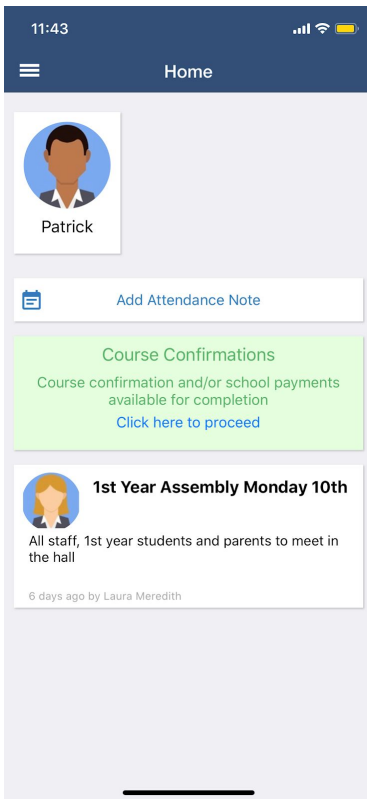 11:43
Home
Patrick
Add Attendance Note
Course Confirmations
Course confirmation and/or school payments
available for completion
Click here to proceed
1st Year Assembly Monday 10th
All staff, 1st year students and parents to meet in
the hall
6 days ago by Laura Meredith